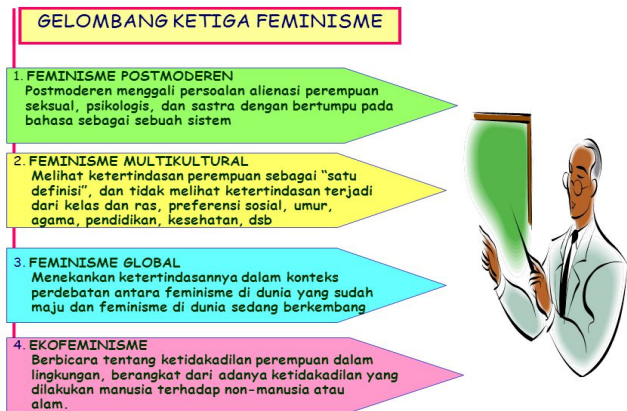 GELOMBANG KETIGA FEMINISME
1. FEMINISME POSTMODEREN
Postmoderen menggali persoalan alienasi perempuan
seksual, psikologis, dan sastra dengan bertumpu pada
bahasa sebagai sebuah sistem
2. FEMINISME MULTIKULTURAL
Melihat ketertindasan perempuan sebagai “satu
definisi”, dan tidak melihat ketertindasan terjadi
dari kelas dan ras, preferensi sosial, umur,
agama, pendidikan, kesehatan, dsb
3. FEMINISME GLOBAL
Menekankan ketertindasannya dalam konteks
perdebatan antara feminisme di dunia yang sudah
maju dan feminisme di dunia sedang berkembang
4. EKOFEMINISME
Berbicara tentang ketidakadilan perempuan dalam
lingkungan, berangkat dari adanya ketidakadilan yang
dilakukan manusia terhadap non-manusia atau
alam.